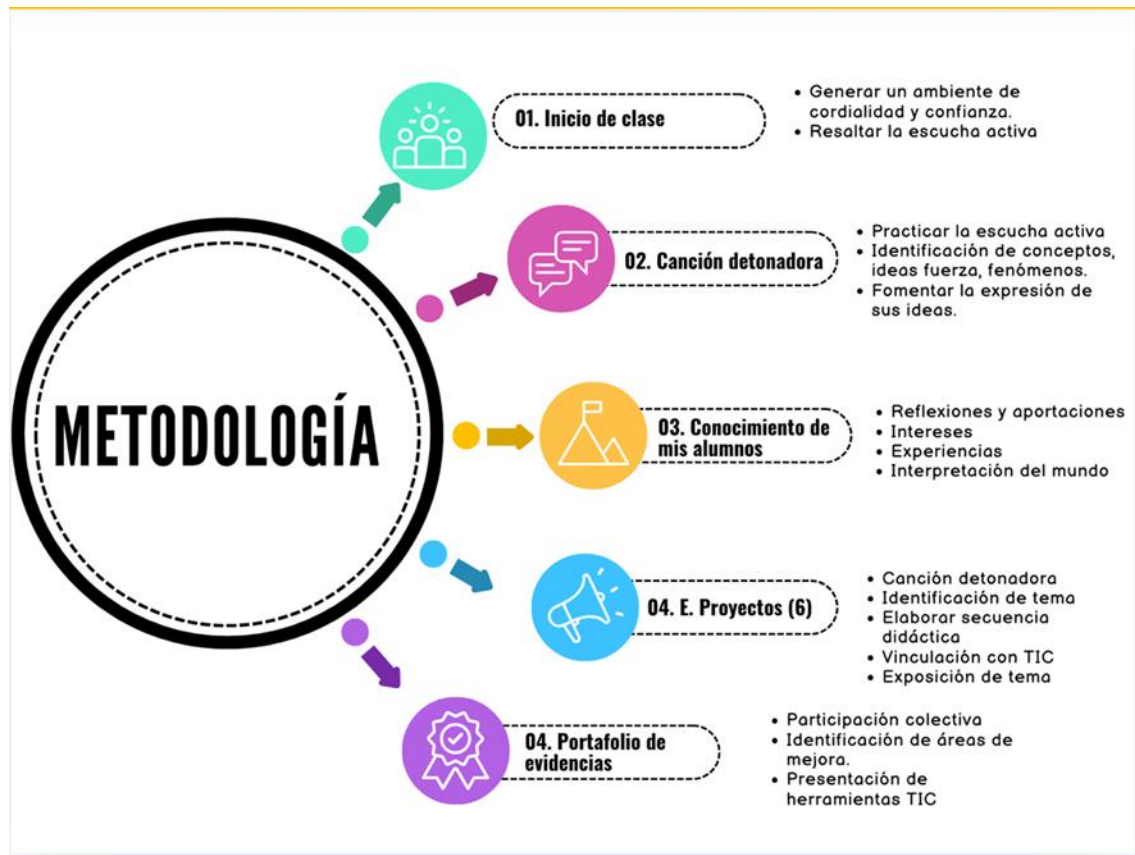 METODOLOGÍA
01. Inicio de clase
• Generar un ambiente de
cordialidad y confianza.
• Resaltar la escucha activa
02. Canción detonadora
• Practicar la escucha activa
• Identificación de conceptos,
ideas fuerza, fenómenos.
• Fomentar la expresión de
sus ideas.
03. Conocimiento de
mis alumnos
• Reflexiones y aportaciones
• Intereses
• Experiencias
• Interpretación del mundo
04. E. Proyectos (6)
• Canción detonadora
• Identificación de tema
• Elaborar secuencia
didáctica
• Vinculación con TIC
• Exposición de tema
04. Portafolio de
evidencias
• Participación colectiva
• Identificación de áreas de
mejora.
• Presentación de
herramientas TIC